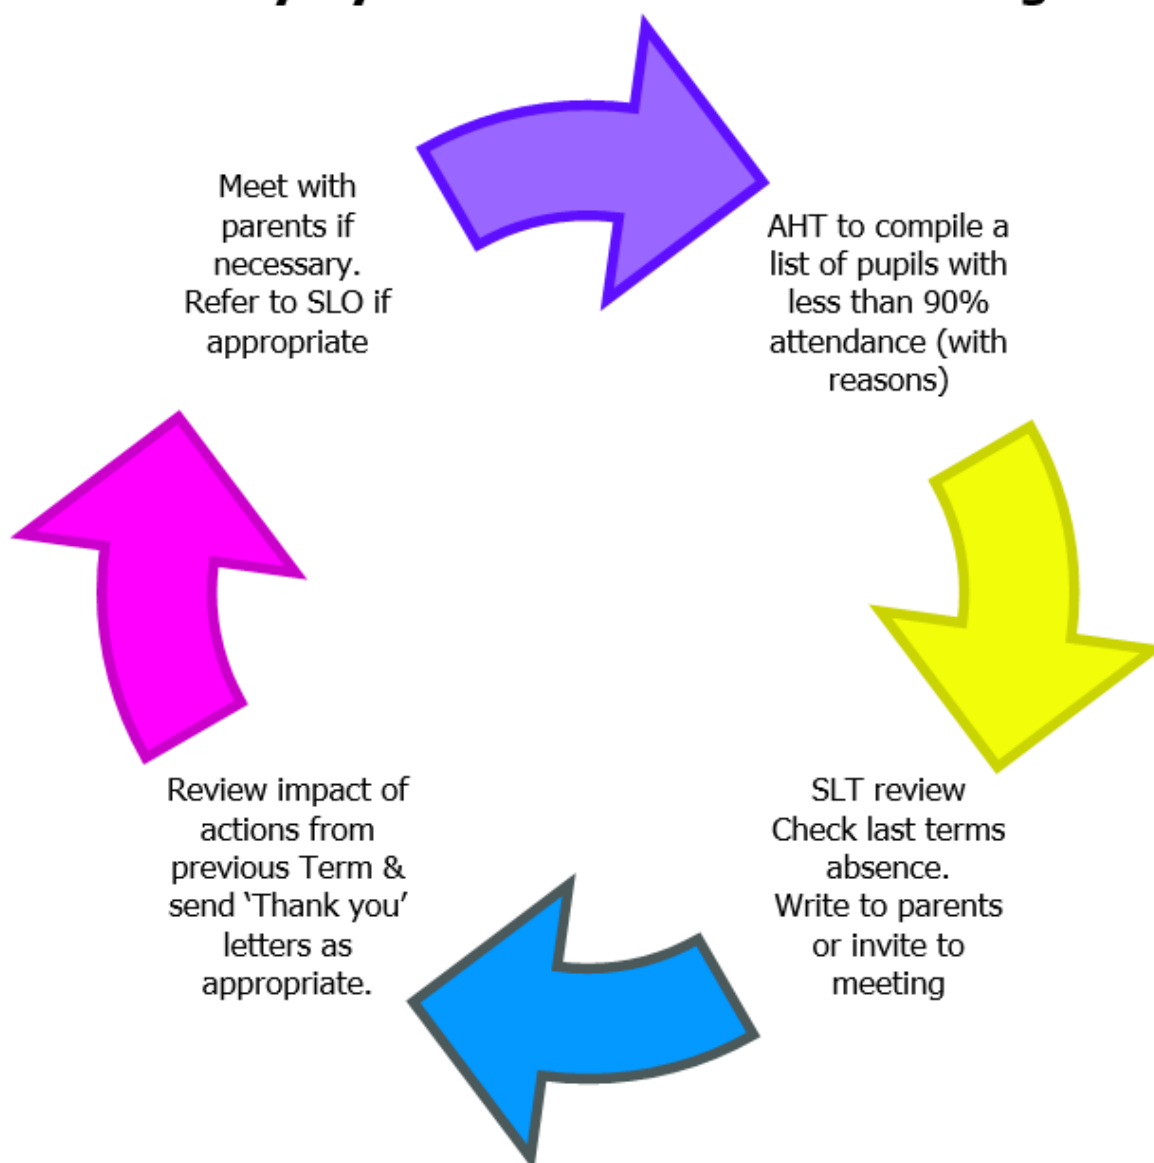 Meet with
parents if
necessary.
Refer to SLO if
appropriate
AHT to compile a
list of pupils with
less than 90%
attendance (with
reasons)
SLT review
Check last terms
absence.
Write to parents
or invite to
meeting
Review impact of
actions from
previous Term &
send ‘Thank you’
letters as
appropriate.